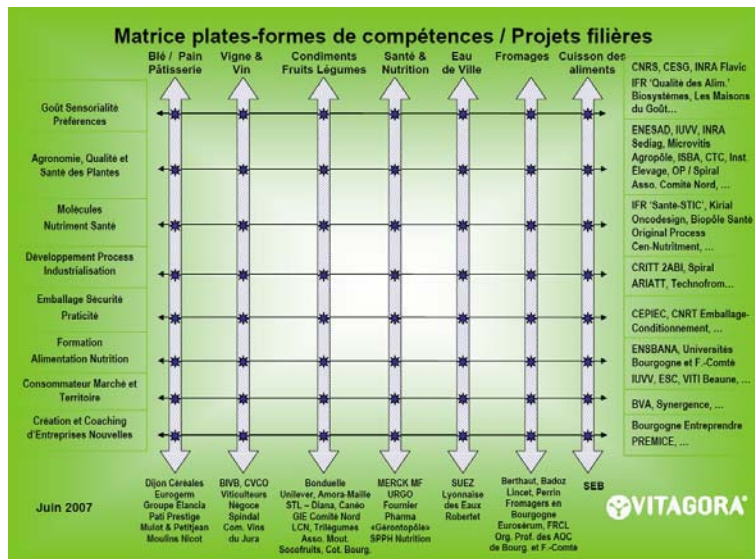 Matrice plates-formes de compétences / Projets filières
Blé / Pain
Pâtisserie
Vigne &
Vin
Condiments
Fruits Légumes
Santé &
Nutrition
Eau
de Ville
Fromages
Cuisson des
aliments
Goût Sensorialité
Préférences
CNRS, CESG, INRA Flavic
IFR 'Qualité des Alim.'
Biosystèmes, Les Maisons
du Goût…
Agronomie, Qualité et
Santé des Plantes
ENESAD, IUVV, INRA
Sediag, Microvitis
Agropôle, ISBA, CTC, Inst.
Elevage, OP / Spiral
Asso. Comité Nord, …
Molécules
Nutriment Santé
IFR 'Santé-STIC', Kirial
Oncodesign, Biopôle Santé
Original Process
Cen-Nutritment, …
Développement Process
Industrialisation
CRITT 2ABI, Spiral
ARIATT, Technofrom…
Emballage Sécurité
Praticité
CEPIEC, CNRT Emballage-
Conditionnement, …
Formation
Alimentation Nutrition
ENSBANA, Universités
Bourgogne et F.-Comté
IUVV, ESC, VITI Beaune, …
Consommateur Marché et
Territoire
BVA, Synergence, …
Création et Coaching
d'Entreprises Nouvelles
Bourgogne Entreprendre
PREMICE, …
Juin 2007
Dijon Céréales
Eurogerm
Groupe Elancia
Pati Prestige
Mulot & Petitjean
Moulins Nicot
BIVB, CVCO
Viticulteurs
Négoce
Spindal
Com. Vins
du Jura
Bonduelle
Unilever, Amora-Maille
STL – Diana, Canéo
GIE Comité Nord
LCN, Trilégumes
Asso. Mout.
Socofruits, Cot. Bourg.
MERCK MF
URGO
Fournier
Pharma
«Gérontopôle»
SPPH Nutrition
SUEZ
Lyonnaise
des Eaux
Robertet
Berthaut, Badoz
Lincet, Perrin
Fromagers en
Bourgogne
Eurosérum, FRCL
Org. Prof. des AOC
de Bourg. et F.-Comté
SEB
VITAGORA®